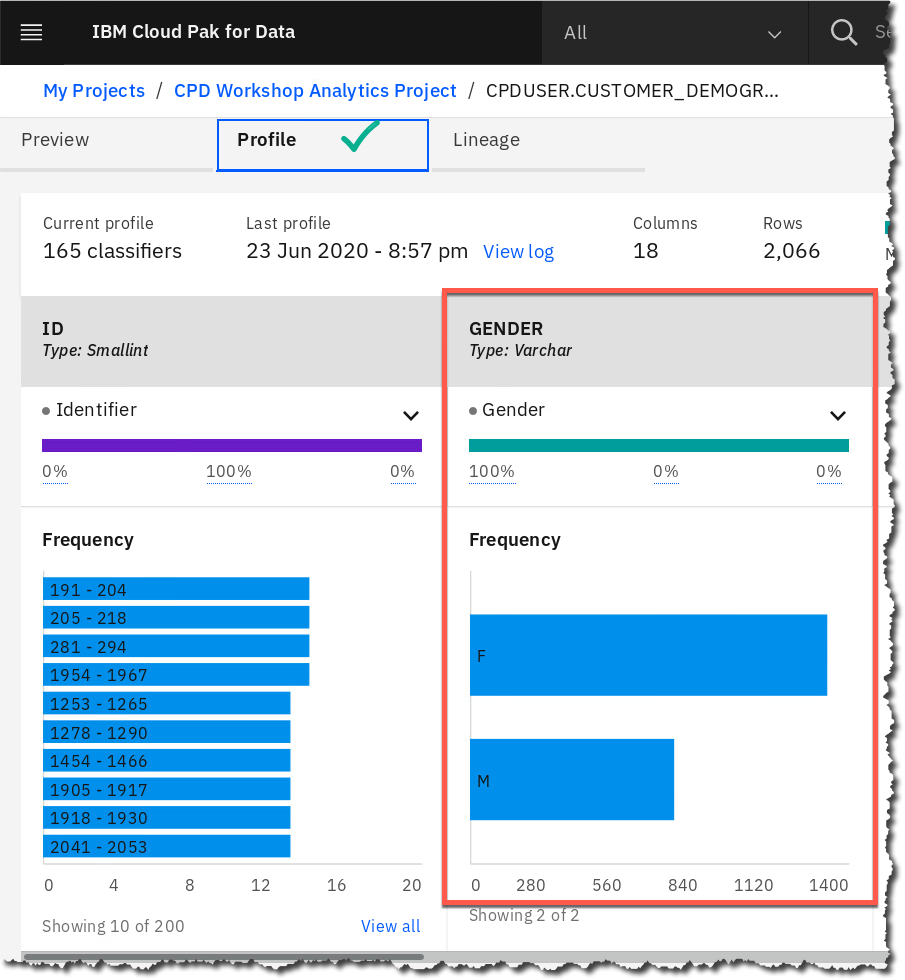 IBM Cloud Pak for Data All
My Projects / CPD Workshop Analytics Project / CPDUSER.CUSTOMER_DEMOGR...
Preview Profile Lineage
Current profile Last profile Columns Rows
165 classifiers 23 Jun 2020 - 8:57 pm View log 18 2,066
ID
Type: Smallint
Identifier
0% 100% 0%
Frequency
191 - 204
205 - 218
281 - 294
1954 - 1967
1253 - 1265
1278 - 1290
1454 - 1466
1905 - 1917
1918 - 1930
2041 - 2053
0 4 8 12 16 20
Showing 10 of 200 View all
GENDER
Type: Varchar
Gender
100% 0% 0%
Frequency
F
M
0 280 560 840 1120 1400
Showing 2 of 2